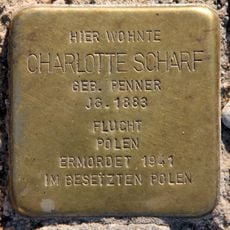 HIER WOHNTE
CHARLOTTE SCHARF
GEB. PENNER
JG. 1883
FLUCHT
POLEN
ERMORDET 1941
IM BESETZTEN POLEN